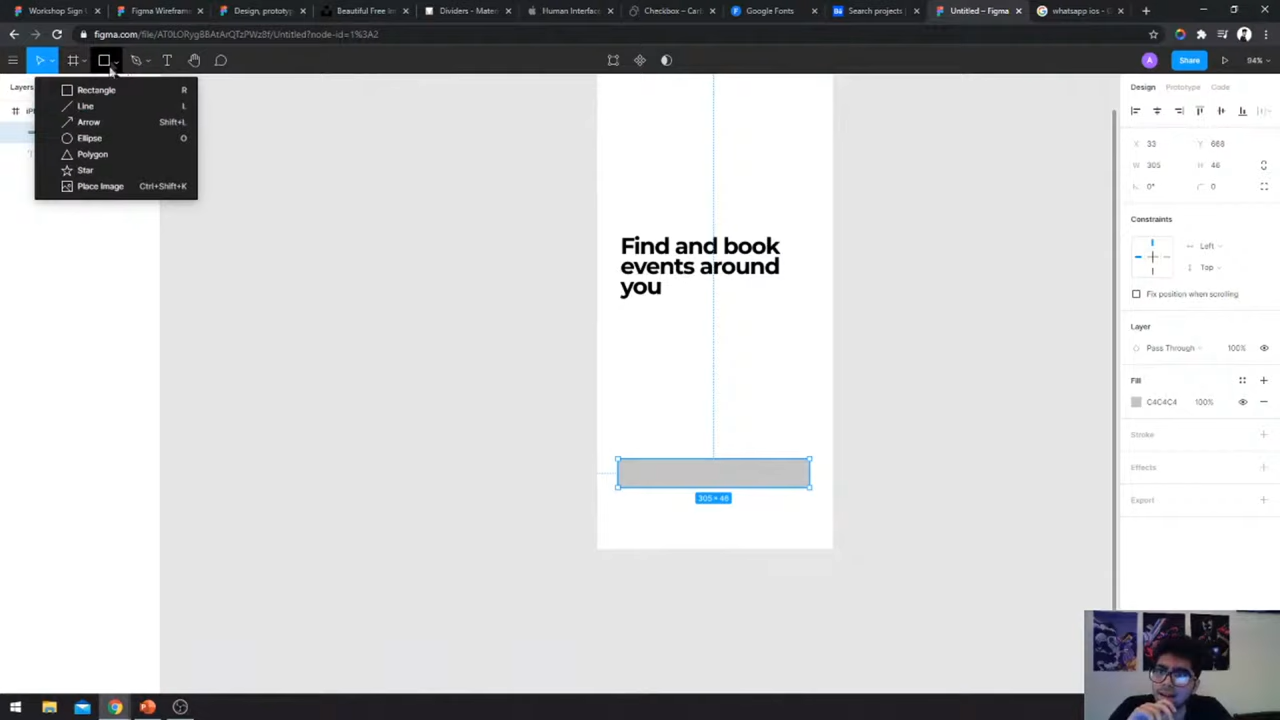 Workshop Sign
Figma Wirefram
Design, prototyp
Beautiful Free In
Dividers - Mater
Human Interfac
Checkbox – Carb
Google Fonts
Search projects
Untitled – Figma
whatsapp ios -
figma.com/file/AT0LORyg8BAtArQTzPWz8f/Untitled?node-id=1%3A2
A
Share
94%
Layers
Rectangle R
Line L
Arrow Shift+L
Ellipse O
Polygon
Star
Place Image Ctrl+Shift+K
Find and book
events around
you
305 × 46
Design Prototype Code
X 33 Y 668
W 305 H 46
0° 0
Constraints
Left
Top
Fix position when scrolling
Layer
Pass Through 100%
Fill
C4C4C4 100%
Stroke
Effects
Export